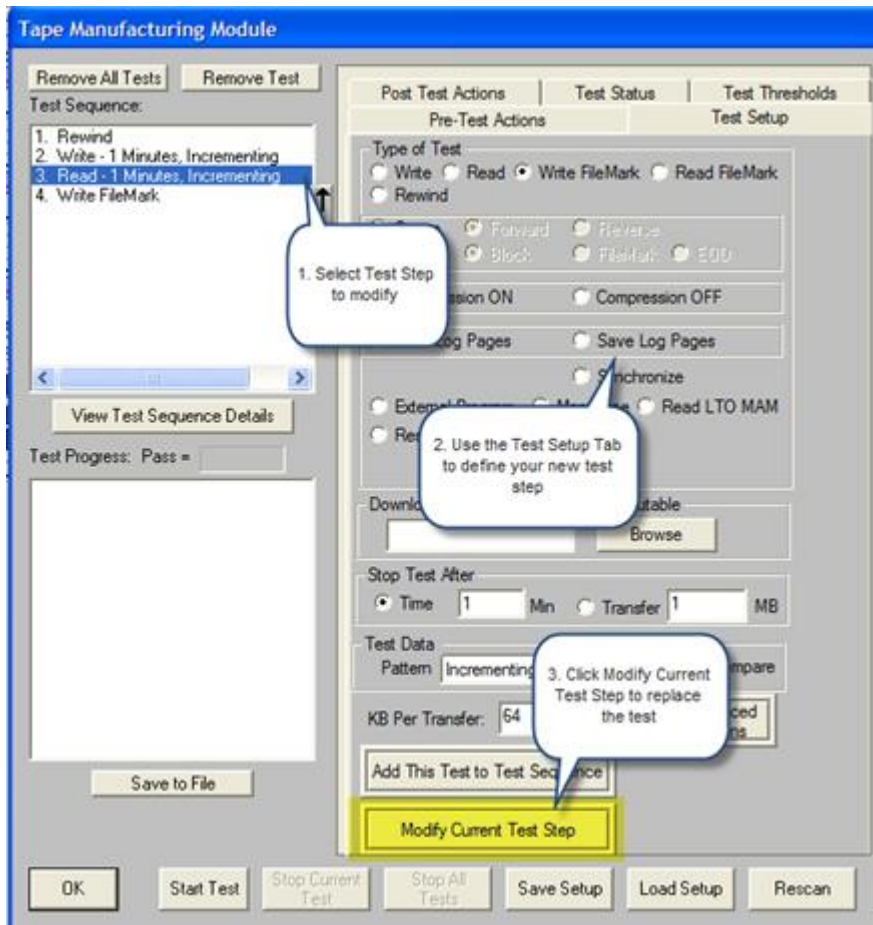 Tape Manufacturing Module
Remove All Tests Remove Test
Test Sequence:
1. Rewind
2. Write - 1 Minutes, Incrementing
3. Read - 1 Minutes, Incrementing
4. Write FileMark
View Test Sequence Details
Test Progress: Pass =
Save to File
Post Test Actions Test Status Test Thresholds
Pre-Test Actions Test Setup
Type of Test
Write Read Write FileMark Read FileMark
Rewind
Forward Reverse
Block FileMark EOD
ON Compression OFF
Log Pages Save Log Pages
Synchronize
External Read LTO MAM
1. Select Test Step
to modify
2. Use the Test Setup Tab
to define your new test
step
Browse
Stop Test After
Time 1 Min Transfer 1 MB
Test Data
Pattern Incrementing
KB Per Transfer: 64
3. Click Modify Current
Test Step to replace
the test
Add This Test to Test Sequence
Modify Current Test Step
OK Start Test Stop Current Test Stop All Tests Save Setup Load Setup Rescan